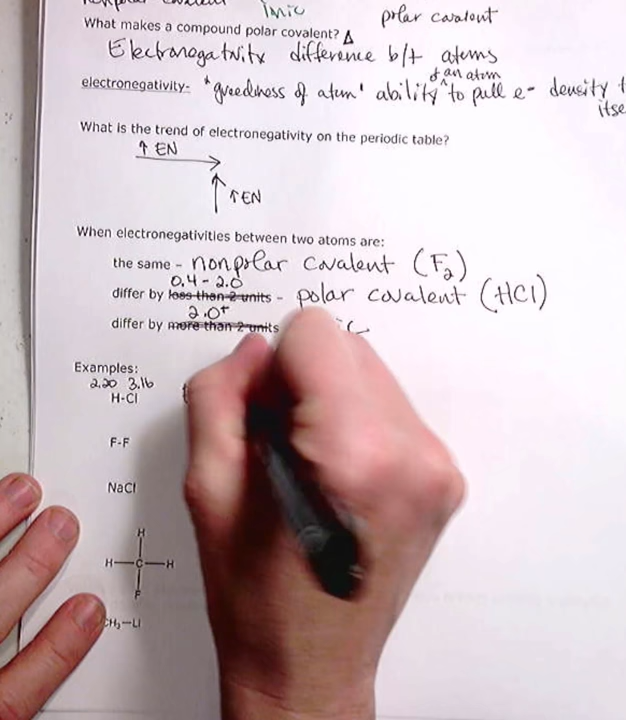 Ionic polar covalent
What makes a compound polar covalent? Δ
Electronegativity difference b/t atoms
of an atom
electronegativity- "greediness of atom" ability to pull e- density
itse
What is the trend of electronegativity on the periodic table?
↑ EN
↑EN
When electronegativities between two atoms are:
the same - nonpolar covalent (F₂)
0.4 - 2.0
differ by less than 2 units - polar covalent (HCl)
2.0+
differ by more than 2 units
Examples:
2.20 3.16
H-Cl
F-F
NaCl
H
H-C-H
F
CH₃-Li